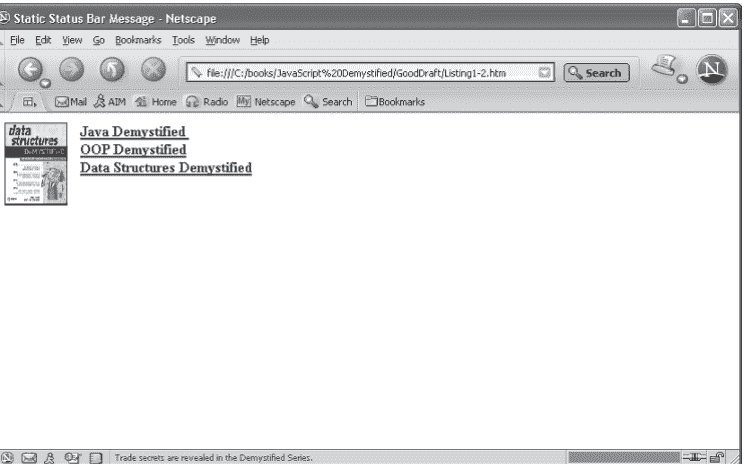 Static Status Bar Message - Netscape
File Edit View Go Bookmarks Tools Window Help
file:///C:/books/JavaScript%20Demystified/GoodDraft/Listing1-2.htm Search
N
Mail AIM Home Radio My Netscape Search Bookmarks
data
structures
DeMYSTiFieD
Java Demystified
OOP Demystified
Data Structures Demystified
Trade secrets are revealed in the Demystified Series.